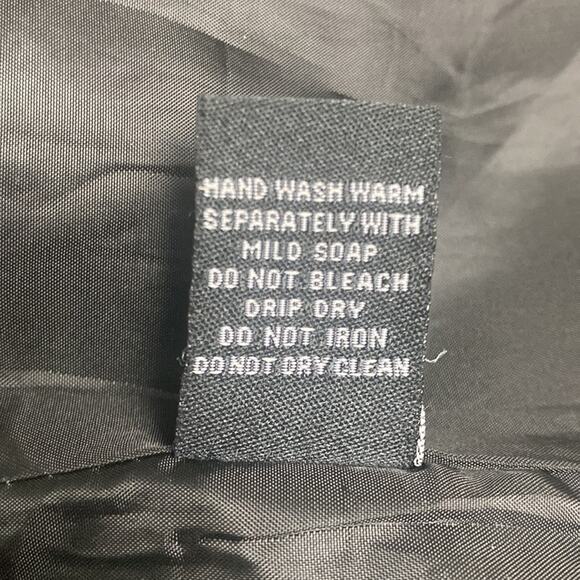 HAND WASH WARM
SEPARATELY WITH
MILD SOAP
DO NOT BLEACH
DRIP DRY
DO NOT IRON
DO NOT DRY CLEAN